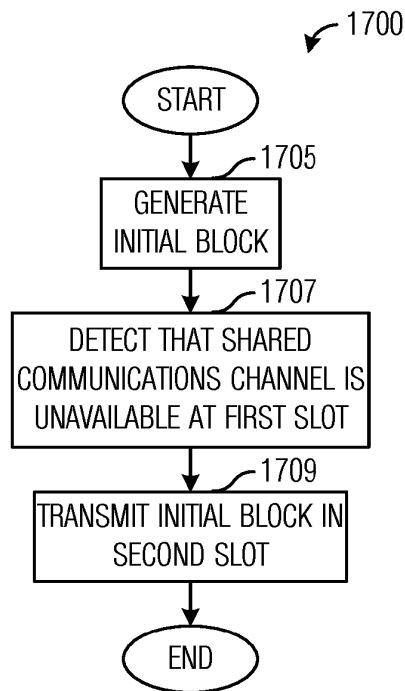 1700
START
1705
GENERATE
INITIAL BLOCK
1707
DETECT THAT SHARED
COMMUNICATIONS CHANNEL IS
UNAVAILABLE AT FIRST SLOT
1709
TRANSMIT INITIAL BLOCK IN
SECOND SLOT
END